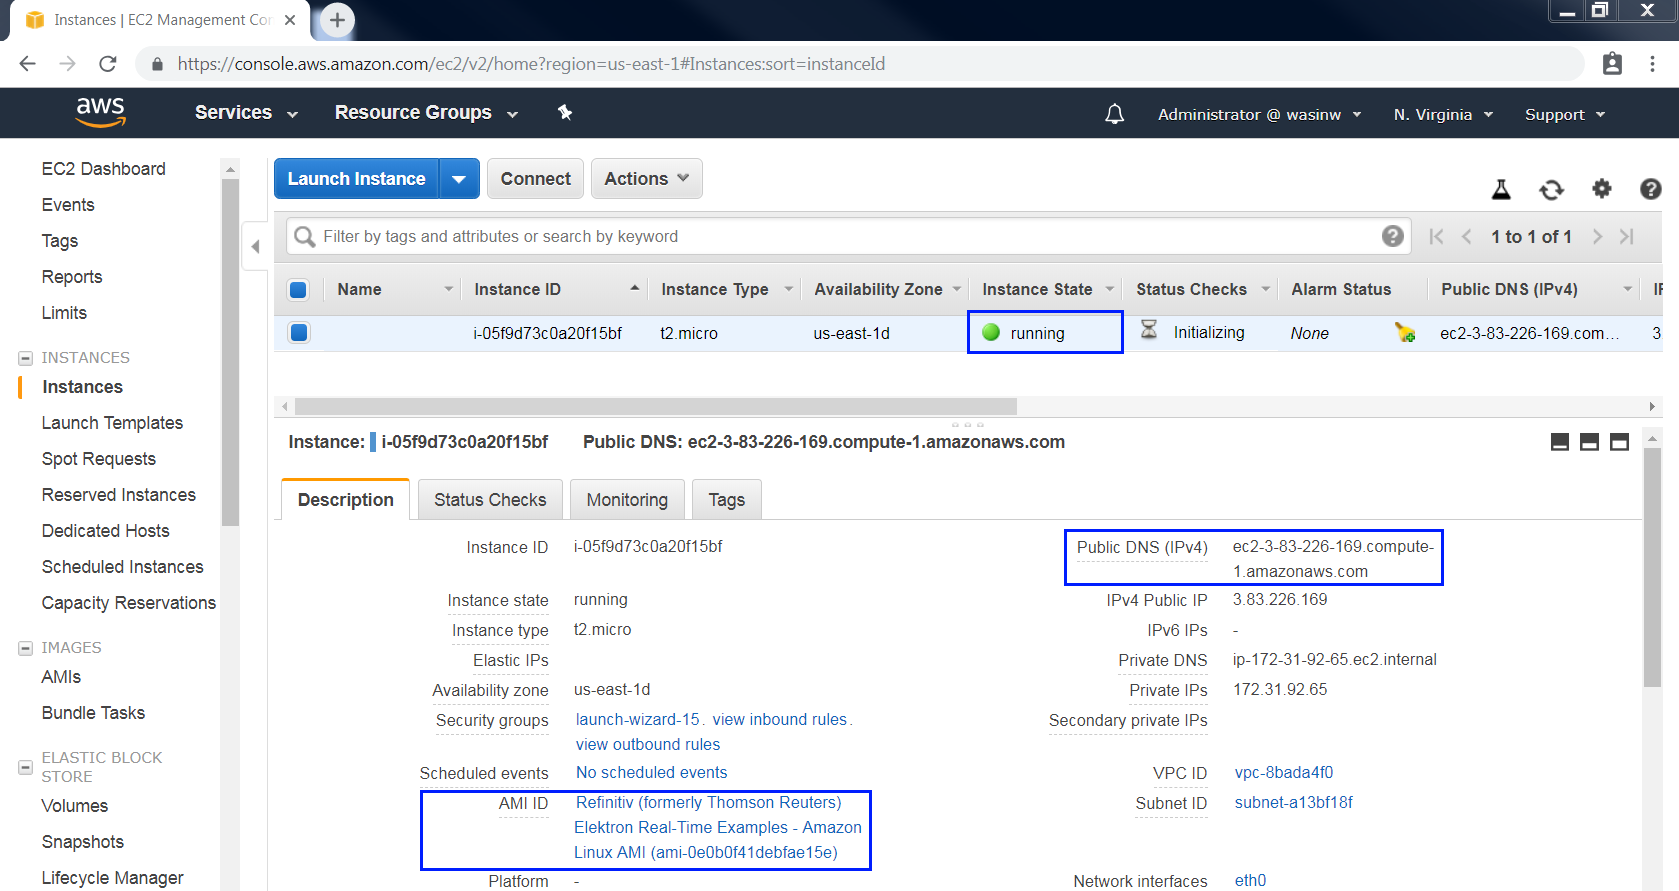 Instances | EC2 Management Con
https://console.aws.amazon.com/ec2/v2/home?region=us-east-1#Instances:sort=instanceId
aws Services Resource Groups Administrator @ wasinw N. Virginia Support
EC2 Dashboard
Events
Tags
Reports
Limits
INSTANCES
Instances
Launch Templates
Spot Requests
Reserved Instances
Dedicated Hosts
Scheduled Instances
Capacity Reservations
IMAGES
AMIs
Bundle Tasks
ELASTIC BLOCK
STORE
Volumes
Snapshots
Lifecycle Manager
Launch Instance Connect Actions
Filter by tags and attributes or search by keyword 1 to 1 of 1
Name Instance ID Instance Type Availability Zone Instance State Status Checks Alarm Status Public DNS (IPv4) IP
i-05f9d73c0a20f15bf t2.micro us-east-1d running Initializing None ec2-3-83-226-169.com... 3.
Instance: i-05f9d73c0a20f15bf Public DNS: ec2-3-83-226-169.compute-1.amazonaws.com
Description Status Checks Monitoring Tags
Instance ID i-05f9d73c0a20f15bf
Instance state running
Instance type t2.micro
Elastic IPs
Availability zone us-east-1d
Security groups launch-wizard-15. view inbound rules.
view outbound rules
Scheduled events No scheduled events
AMI ID Refinitiv (formerly Thomson Reuters)
Elektron Real-Time Examples - Amazon
Linux AMI (ami-0e0b0f41debfae15e)
Platform -
Public DNS (IPv4) ec2-3-83-226-169.compute-
1.amazonaws.com
IPv4 Public IP 3.83.226.169
IPv6 IPs -
Private DNS ip-172-31-92-65.ec2.internal
Private IPs 172.31.92.65
Secondary private IPs
VPC ID vpc-8bada4f0
Subnet ID subnet-a13bf18f
Network interfaces eth0